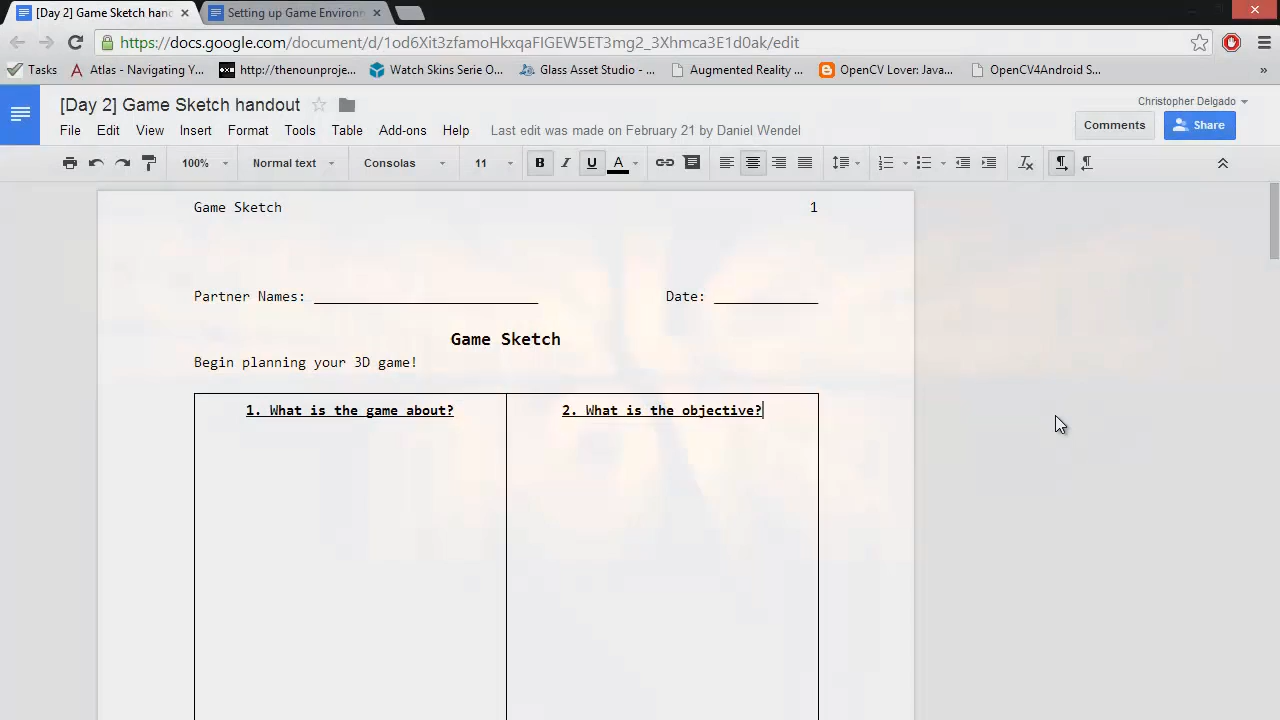 [Day 2] Game Sketch hand
Setting up Game Environm
https://docs.google.com/document/d/1od6Xit3zfamoHkxqaFIGEW5ET3mg2_3Xhmca3E1d0ak/edit
Tasks
Atlas - Navigating Y...
http://thenounproje...
Watch Skins Serie O...
Glass Asset Studio - ...
Augmented Reality ...
OpenCV Lover: Java...
OpenCV4Android S...
»
[Day 2] Game Sketch handout
Christopher Delgado
File Edit View Insert Format Tools Table Add-ons Help Last edit was made on February 21 by Daniel Wendel
Comments
Share
100% Normal text Consolas 11 B I U A
Game Sketch 1
Partner Names: ____________________________ Date: _____________
Game Sketch
Begin planning your 3D game!
1. What is the game about?
2. What is the objective?